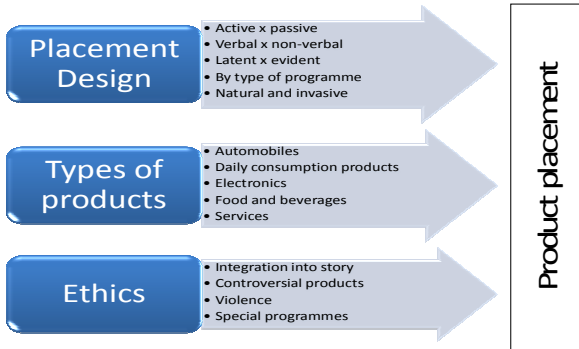 Placement
Design
• Active x passive
• Verbal x non-verbal
• Latent x evident
• By type of programme
• Natural and invasive
Types of
products
• Automobiles
• Daily consumption products
• Electronics
• Food and beverages
• Services
Ethics
• Integration into story
• Controversial products
• Violence
• Special programmes
Product placement